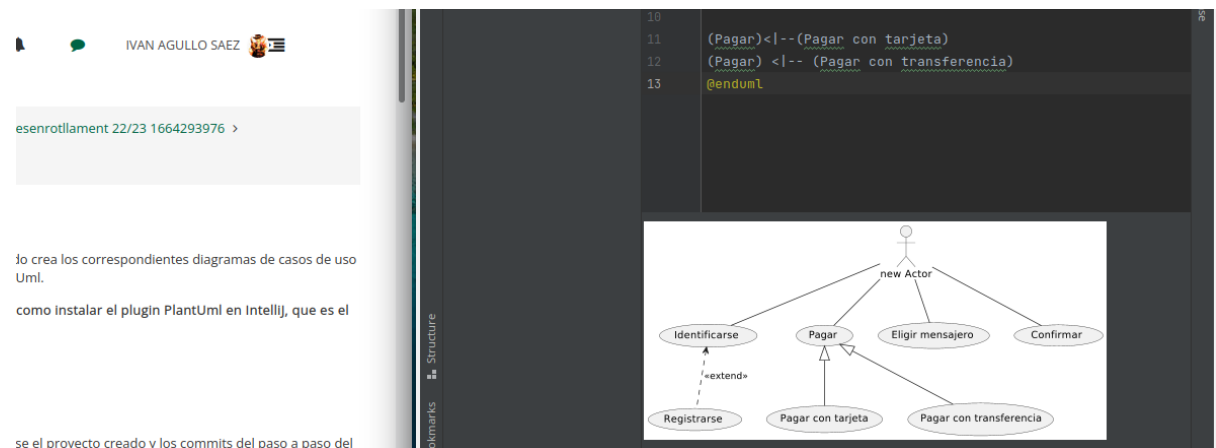 IVAN AGULLO SAEZ
esenrotllament 22/23 1664293976 >
do crea los correspondientes diagramas de casos de uso
Uml.
como instalar el plugin PlantUml en IntelliJ, que es el
se el proyecto creado y los commits del paso a paso del
10
11 (Pagar)<|--(Pagar con tarjeta)
12 (Pagar) <|-- (Pagar con transferencia)
13 @enduml
se
Structure
okmarks
new Actor
Identificarse
Pagar
Eligir mensajero
Confirmar
«extend»
Registrarse
Pagar con tarjeta
Pagar con transferencia